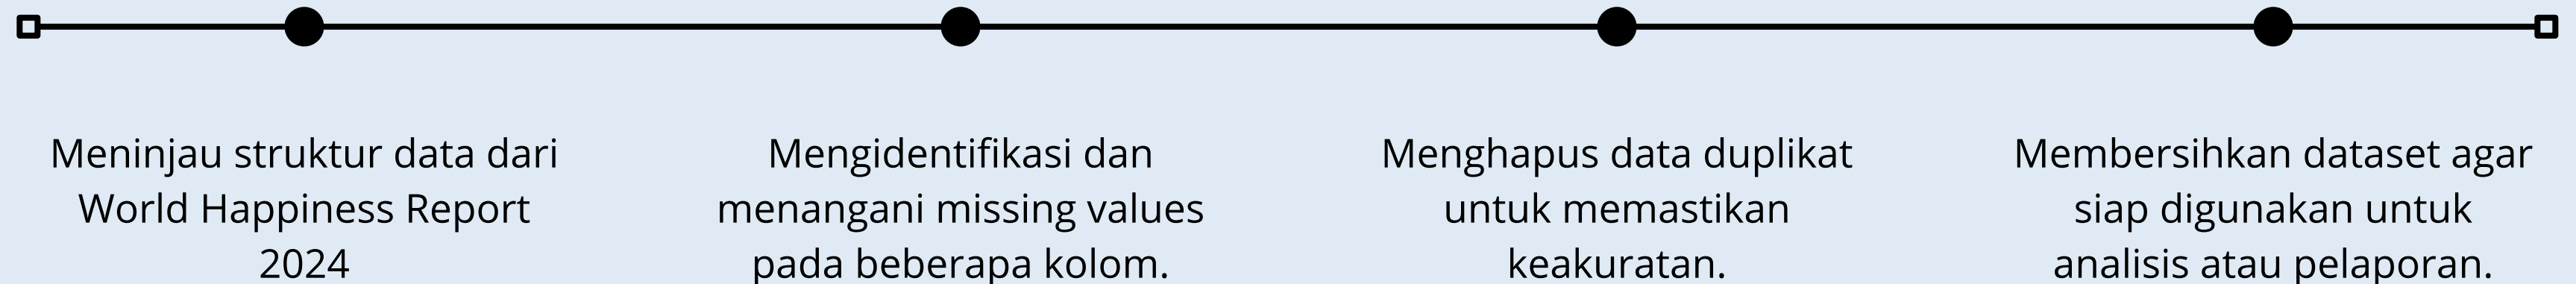 Meninjau struktur data dari
World Happiness Report
2024
Mengidentifikasi dan
menangani missing values
pada beberapa kolom.
Menghapus data duplikat
untuk memastikan
keakuratan.
Membersihkan dataset agar
siap digunakan untuk
analisis atau pelaporan.